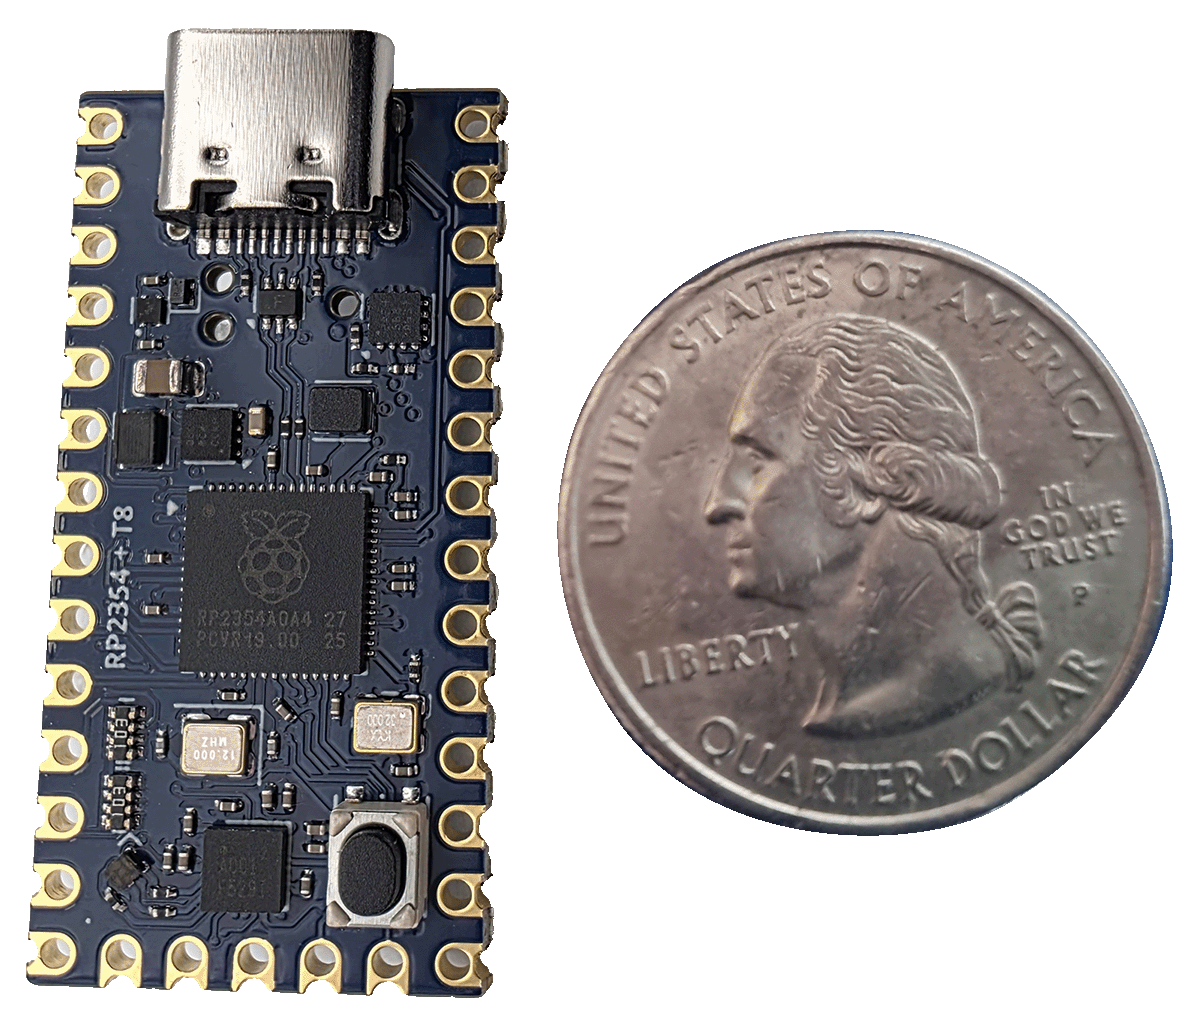 RP2354+T8
RP2354A0A4 27
PCVR19.00 25
103
103
12.000
MHZ
32.000
KYX
UNITED STATES OF AMERICA
IN
GOD WE
TRUST
P
LIBERTY
QUARTER DOLLAR